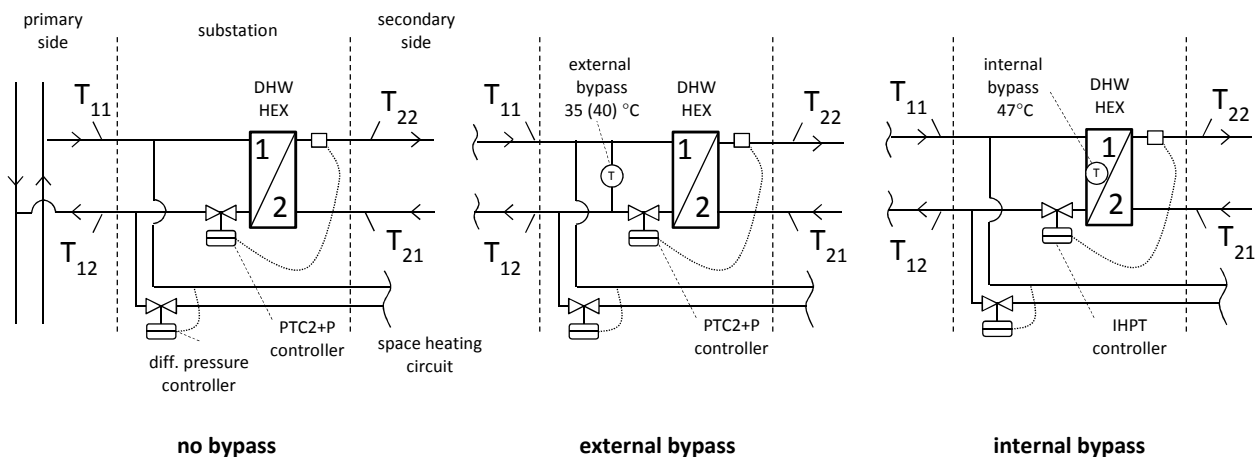 primary
side
substation
secondary
side
T11
DHW
HEX
T22
1
2
T12
T21
PTC2+P
controller
diff. pressure
controller
space heating
circuit
no bypass
T11
external
bypass
35 (40) °C
DHW
HEX
T22
T
1
2
T12
T21
PTC2+P
controller
external bypass
T11
internal
bypass
47°C
DHW
HEX
T22
T
1
2
T12
T21
IHPT
controller
internal bypass